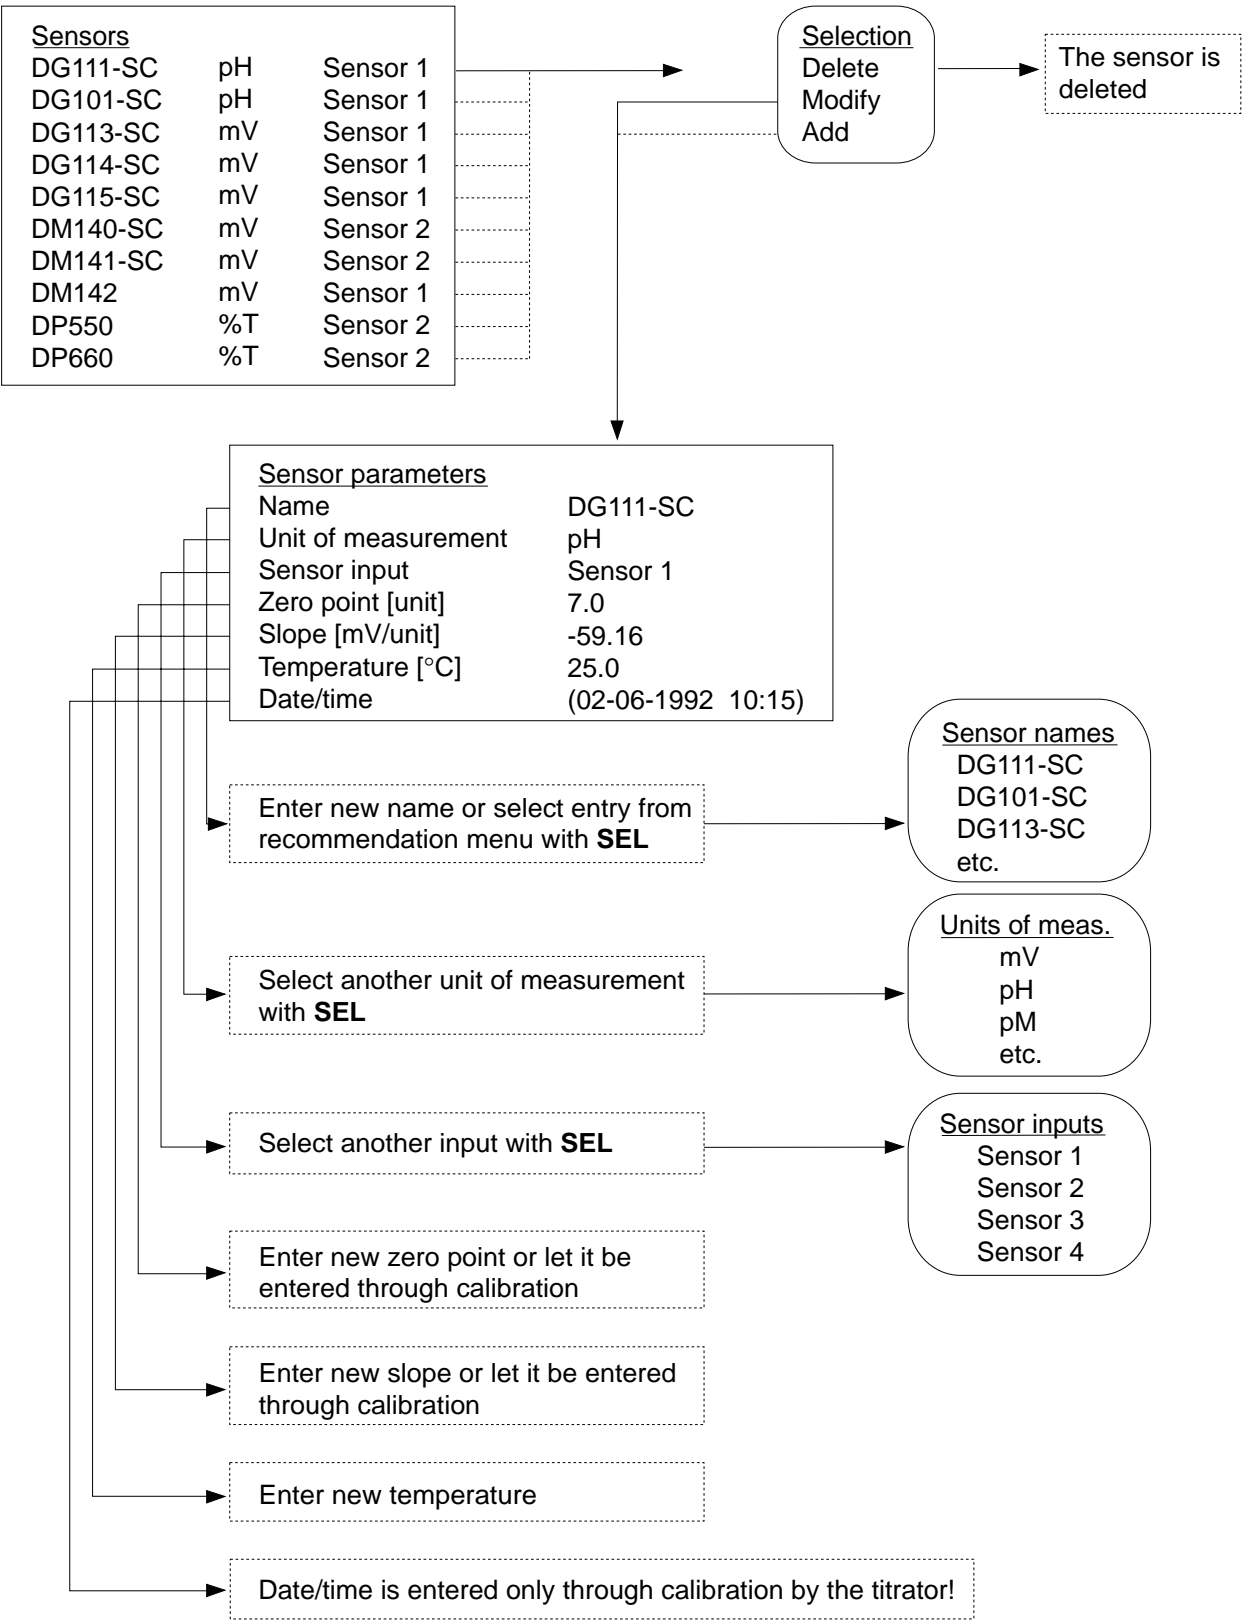 Sensors
DG111-SC pH Sensor 1
DG101-SC pH Sensor 1
DG113-SC mV Sensor 1
DG114-SC mV Sensor 1
DG115-SC mV Sensor 1
DM140-SC mV Sensor 2
DM141-SC mV Sensor 2
DM142 mV Sensor 1
DP550 %T Sensor 2
DP660 %T Sensor 2
Selection
Delete
Modify
Add
The sensor is
deleted
Sensor parameters
Name DG111-SC
Unit of measurement pH
Sensor input Sensor 1
Zero point [unit] 7.0
Slope [mV/unit] -59.16
Temperature [°C] 25.0
Date/time (02-06-1992 10:15)
Enter new name or select entry from
recommendation menu with SEL
Sensor names
DG111-SC
DG101-SC
DG113-SC
etc.
Select another unit of measurement
with SEL
Units of meas.
mV
pH
pM
etc.
Select another input with SEL
Sensor inputs
Sensor 1
Sensor 2
Sensor 3
Sensor 4
Enter new zero point or let it be
entered through calibration
Enter new slope or let it be entered
through calibration
Enter new temperature
Date/time is entered only through calibration by the titrator!